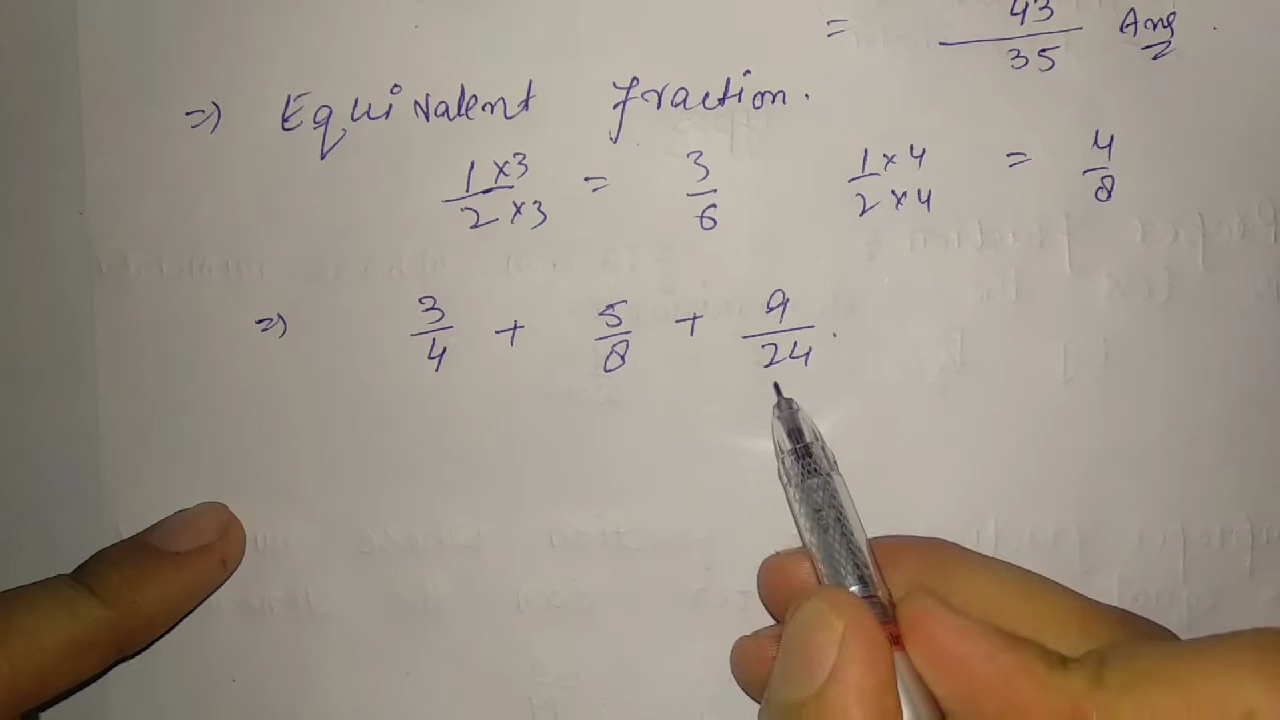 = 43/35 Ans.
=> Equivalent fraction.
1×3/2×3 = 3/6 1×4/2×4 = 4/8
=> 3/4 + 5/8 + 9/24.